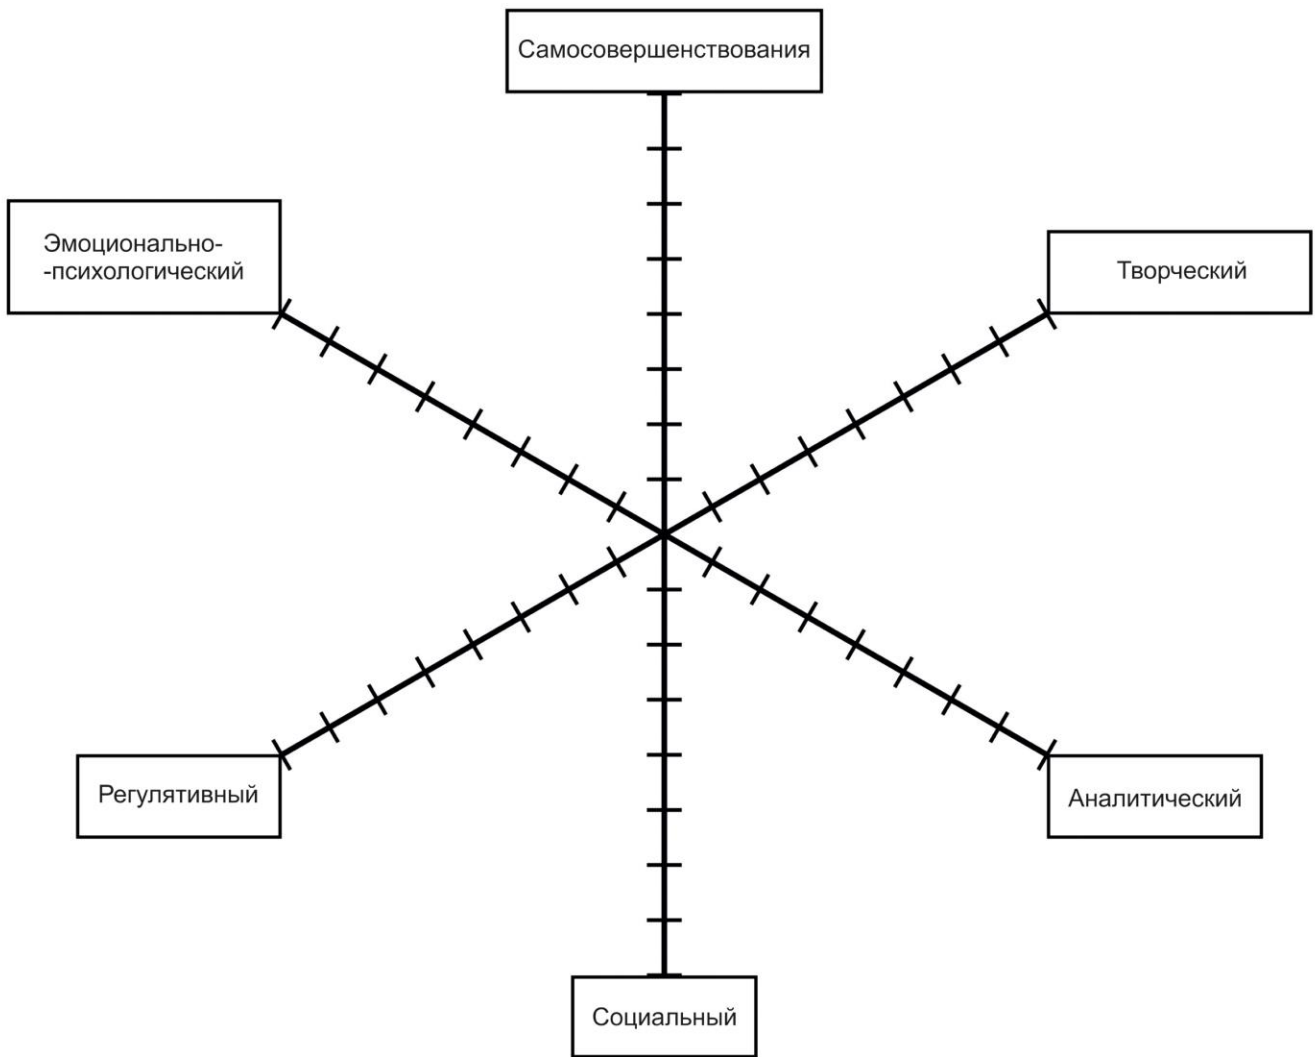 Самосовершенствования
Эмоционально-
-психологический
Творческий
Регулятивный
Аналитический
Социальный